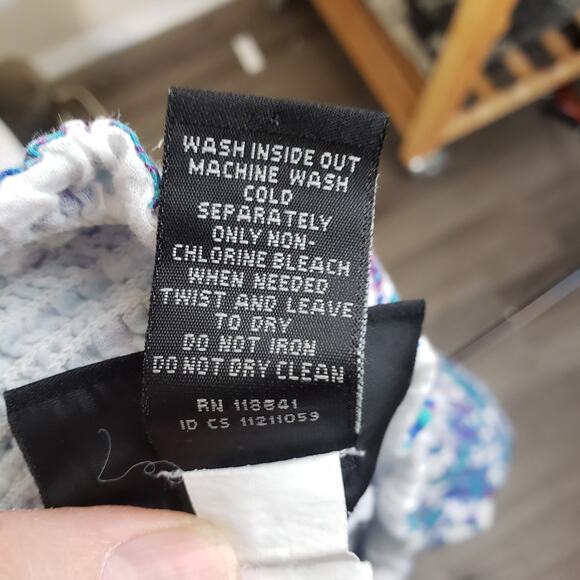 WASH INSIDE OUT
MACHINE WASH
COLD
SEPARATELY
ONLY NON-
CHLORINE BLEACH
WHEN NEEDED
TWIST AND LEAVE
TO DRY
DO NOT IRON
DO NOT DRY CLEAN
RN 118841
ID CS 11211059